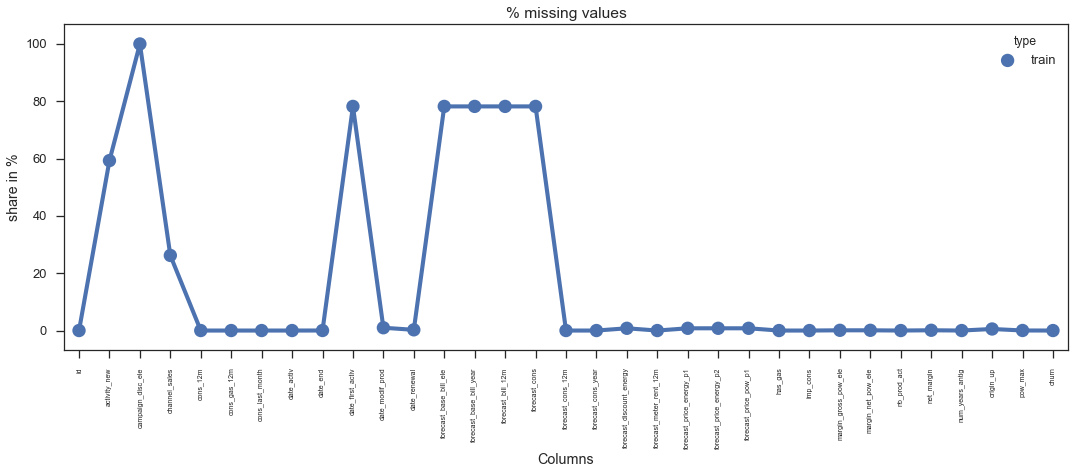 % missing values
type
train
share in %
100
80
60
40
20
0
id
activity_new
campaign_disc_ele
channel_sales
cons_12m
cons_gas_12m
cons_last_month
date_activ
date_end
date_first_activ
date_modif_prod
date_renewal
forecast_base_bill_ele
forecast_base_bill_year
forecast_bill_12m
forecast_cons
forecast_cons_12m
forecast_cons_year
forecast_discount_energy
forecast_meter_rent_12m
forecast_price_energy_p1
forecast_price_energy_p2
forecast_price_pow_p1
has_gas
imp_cons
margin_gross_pow_ele
margin_net_pow_ele
nb_prod_act
net_margin
num_years_antig
origin_up
pow_max
churn
Columns